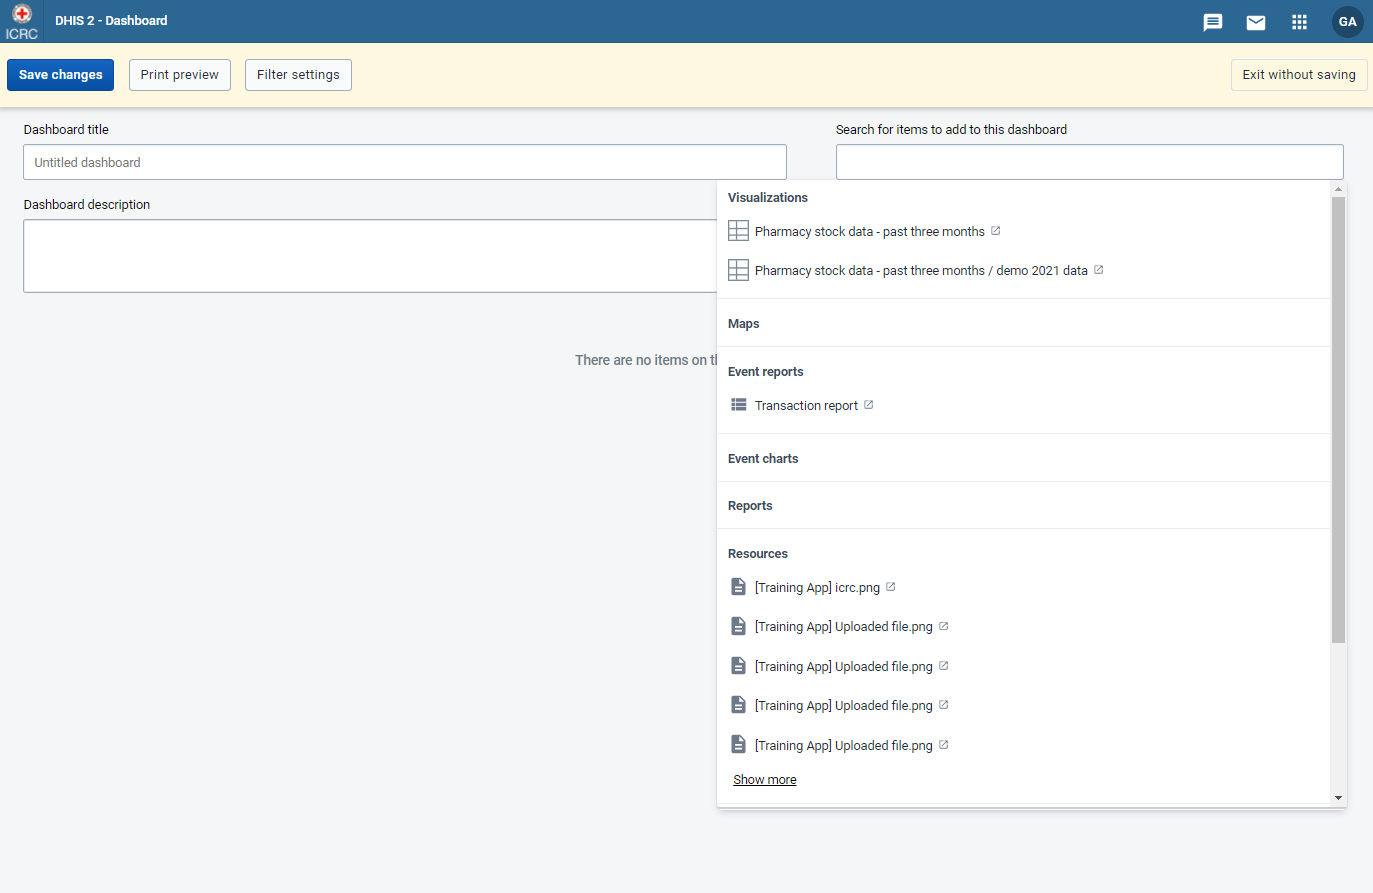 ICRC
DHIS 2 - Dashboard
GA
Save changes
Print preview
Filter settings
Exit without saving
Dashboard title
Untitled dashboard
Dashboard description
Search for items to add to this dashboard
There are no items on
Visualizations
Pharmacy stock data - past three months
Pharmacy stock data - past three months / demo 2021 data
Maps
Event reports
Transaction report
Event charts
Reports
Resources
[Training App] icrc.png
[Training App] Uploaded file.png
[Training App] Uploaded file.png
[Training App] Uploaded file.png
[Training App] Uploaded file.png
Show more